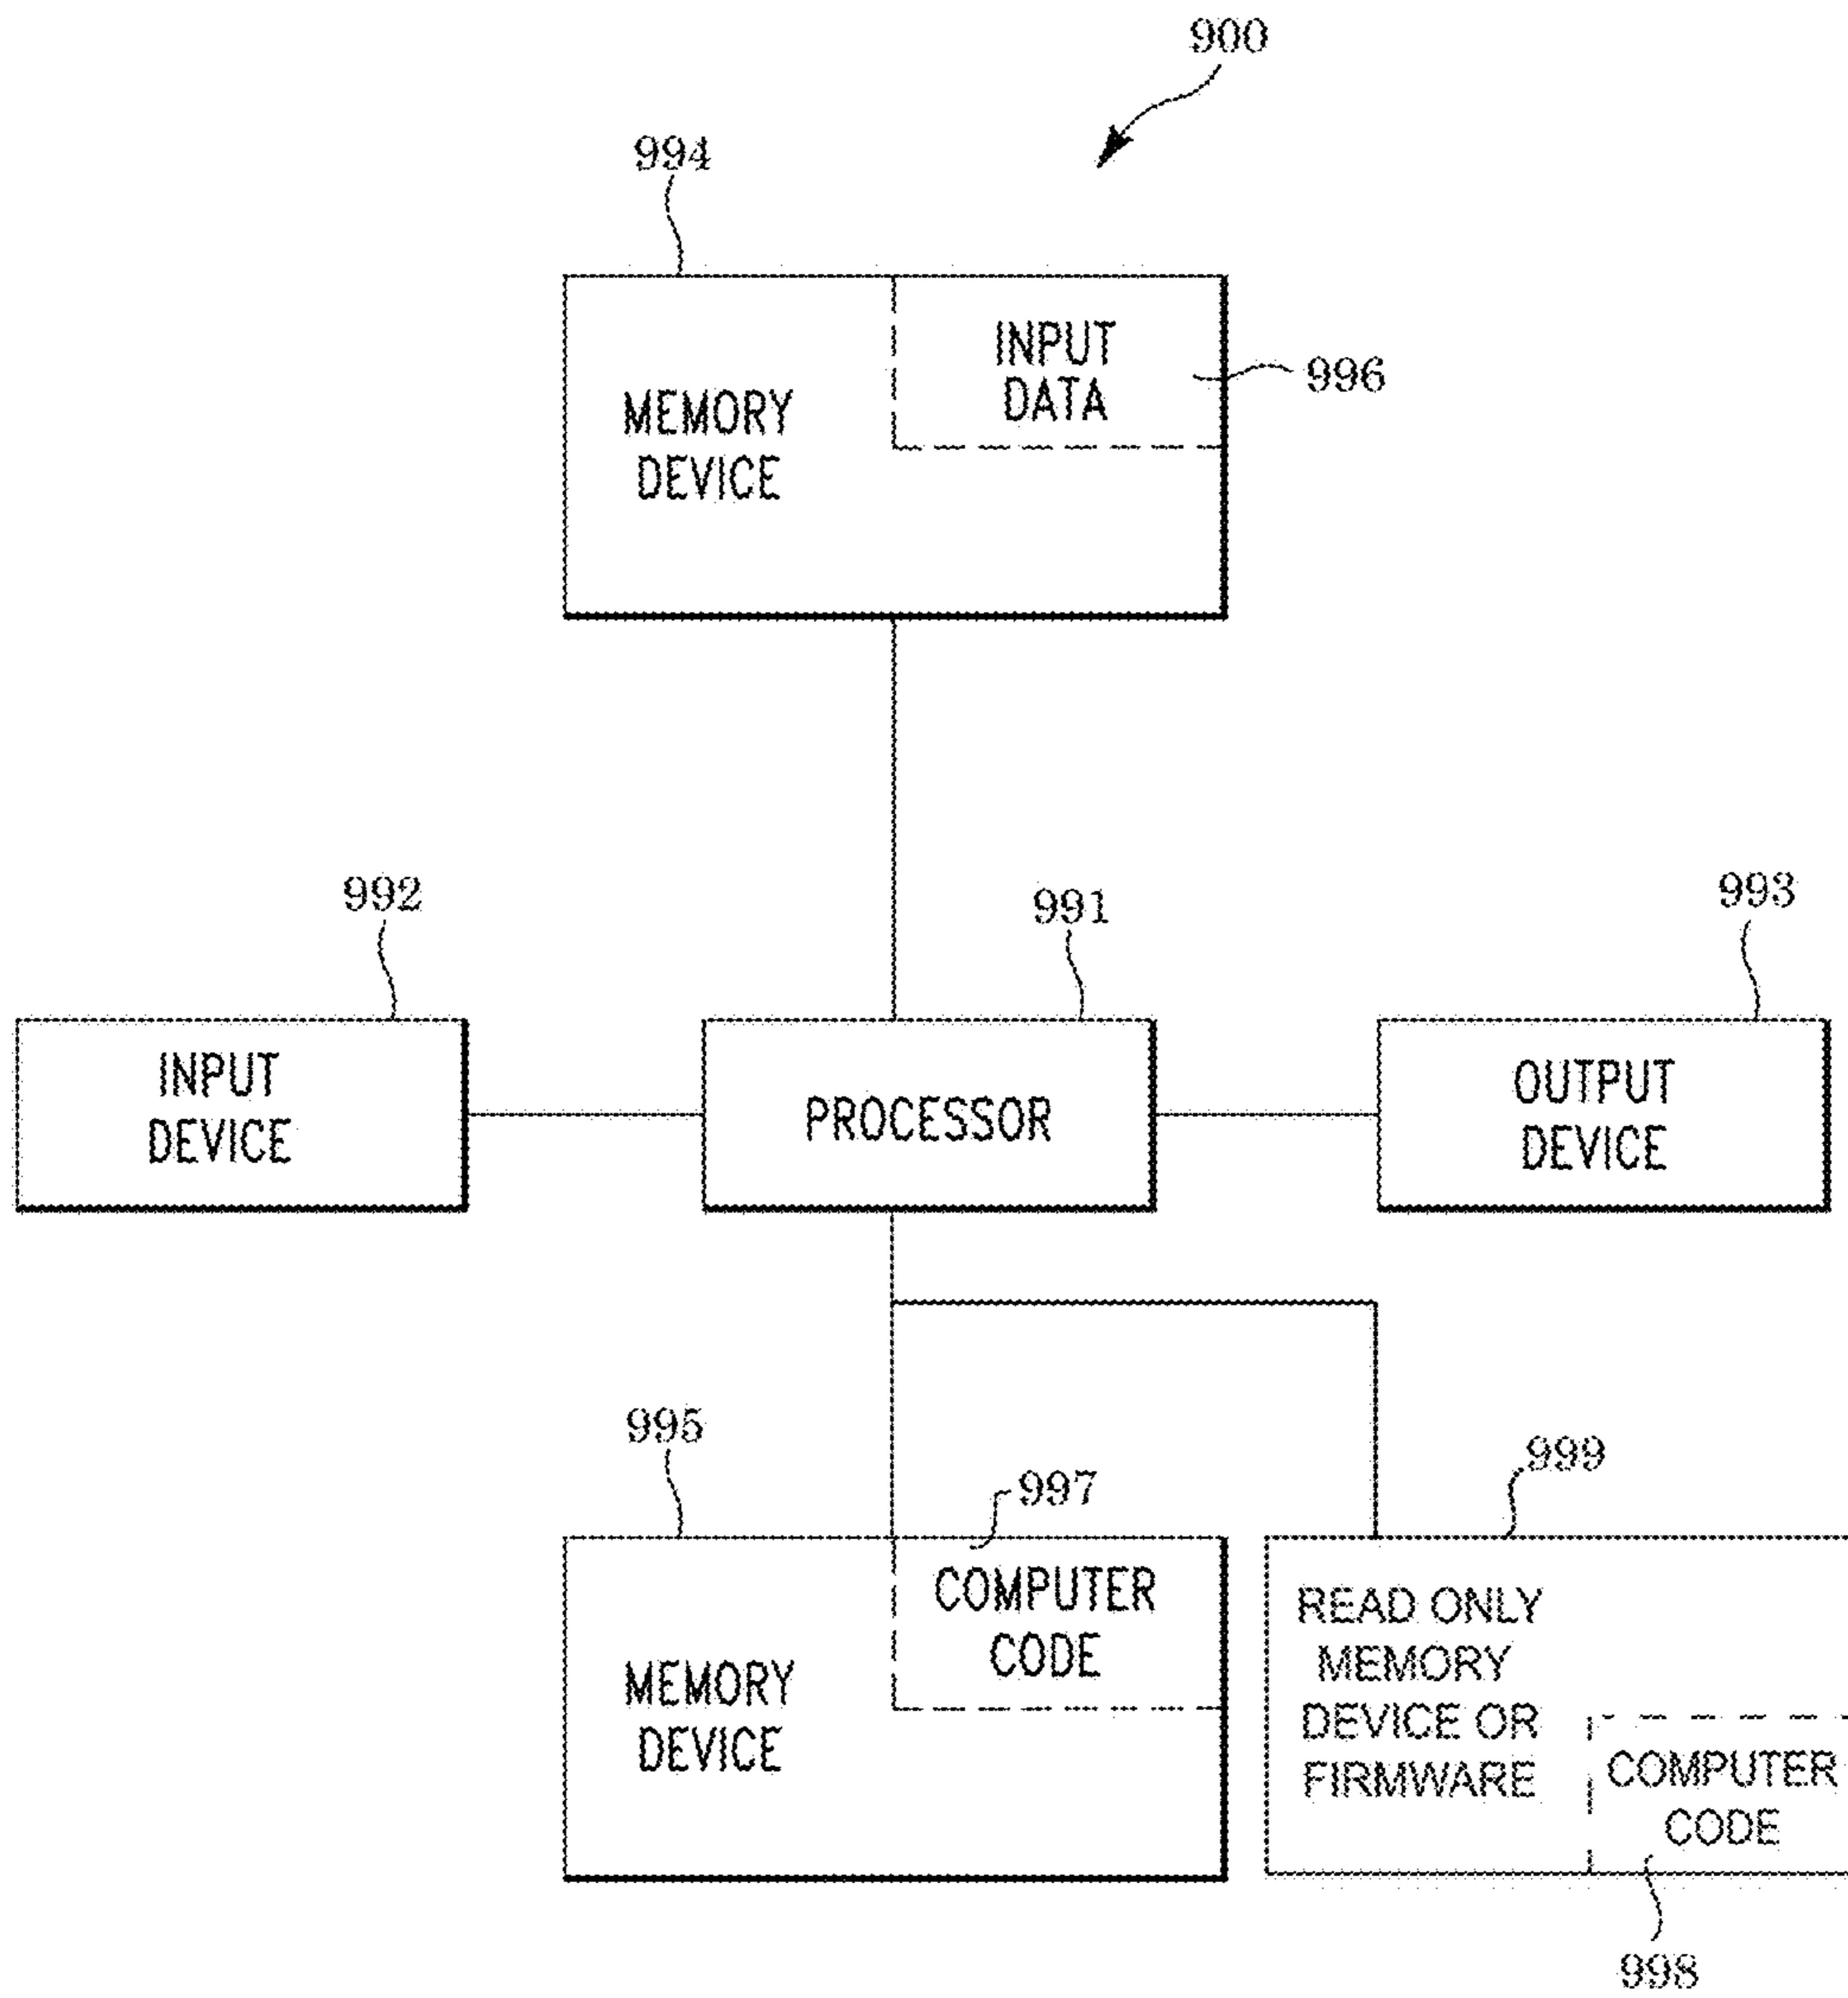 900
994
INPUT
DATA
996
MEMORY
DEVICE
992
991
993
INPUT
DEVICE
PROCESSOR
OUTPUT
DEVICE
995
997
999
COMPUTER
CODE
MEMORY
DEVICE
READ ONLY
MEMORY
DEVICE OR
FIRMWARE
COMPUTER
CODE
998